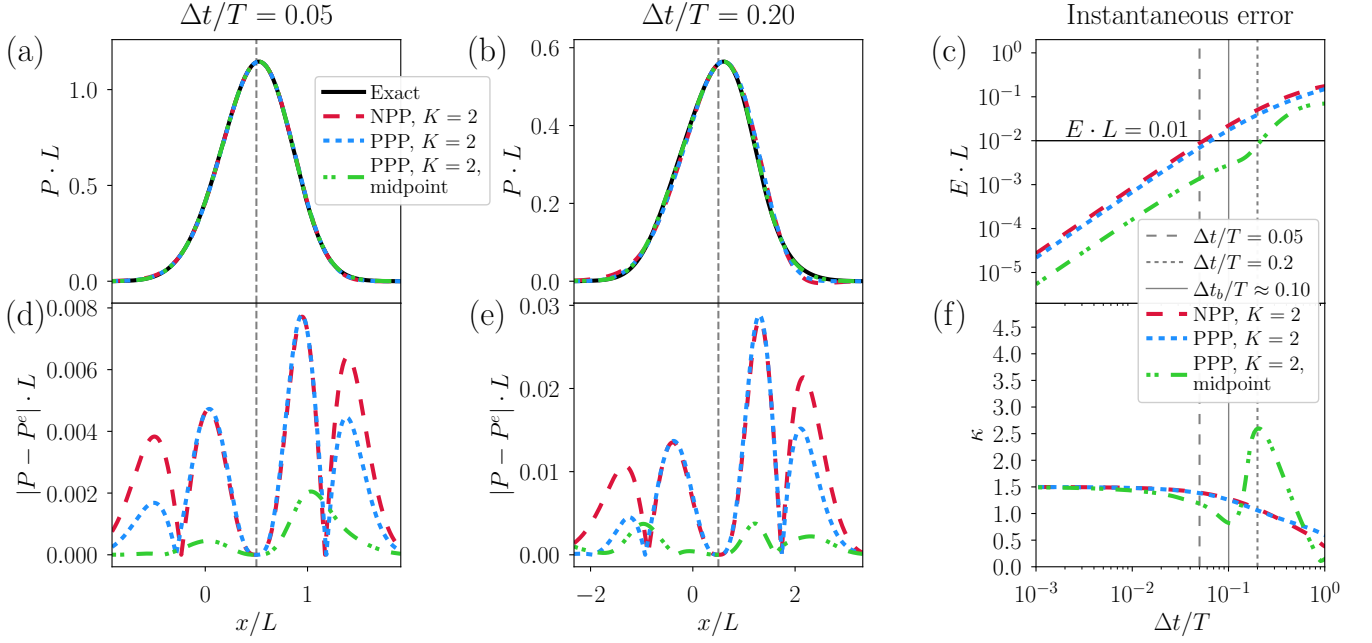 Δt/T = 0.05
Δt/T = 0.20
Instantaneous error
(a)
P · L
1.0
0.5
0.0
Exact
NPP, K = 2
PPP, K = 2
PPP, K = 2,
midpoint
(b)
P · L
0.6
0.4
0.2
0.0
(c)
E · L
10⁰
10⁻¹
10⁻²
10⁻³
10⁻⁴
10⁻⁵
E · L = 0.01
Δt/T = 0.05
Δt/T = 0.2
Δt_b/T ≈ 0.10
NPP, K = 2
PPP, K = 2
PPP, K = 2,
midpoint
(d)
|P − Pᵉ| · L
0.008
0.006
0.004
0.002
0.000
0
1
x/L
(e)
|P − Pᵉ| · L
0.03
0.02
0.01
0.00
−2
0
2
x/L
(f)
κ
4.5
4.0
3.5
3.0
2.5
2.0
1.5
1.0
0.5
0.0
10⁻³
10⁻²
10⁻¹
10⁰
Δt/T